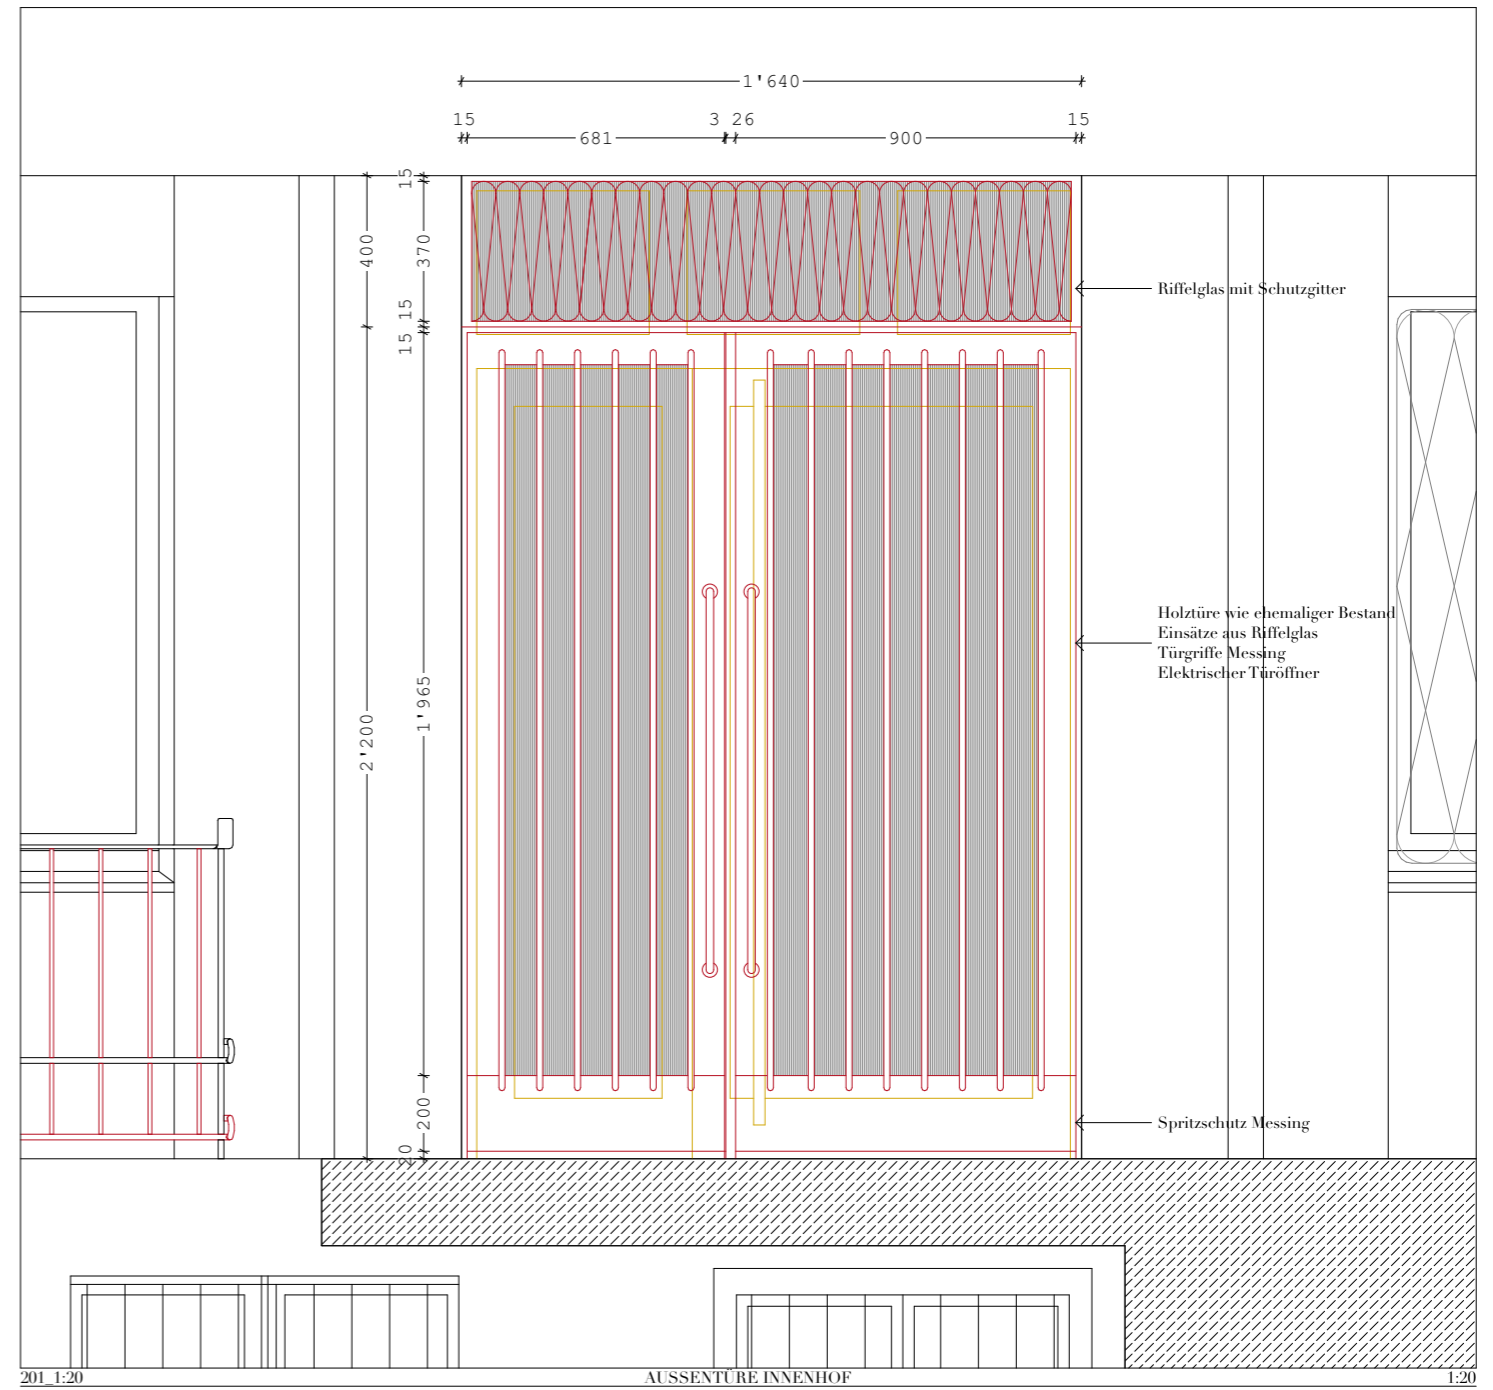 1'640
15 681 3 26 900 15
15
400
370
15
15
Riffelglas mit Schutzgitter
Holztüre wie ehemaliger Bestand
Einsätze aus Riffelglas
Türgriffe Messing
Elektrischer Türöffner
1'965
2'200
200
20
Spritzschutz Messing
201_1:20 AUSSENTÜRE INNENHOF 1:20